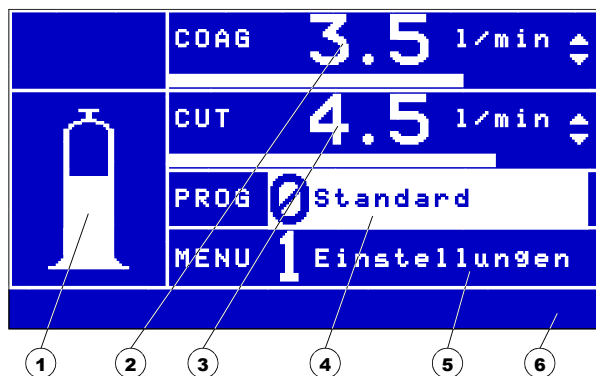 COAG 3.5 l/min
CUT 4.5 l/min
PROG 0 Standard
MENU 1 Einstellungen
1 2 3 4 5 6